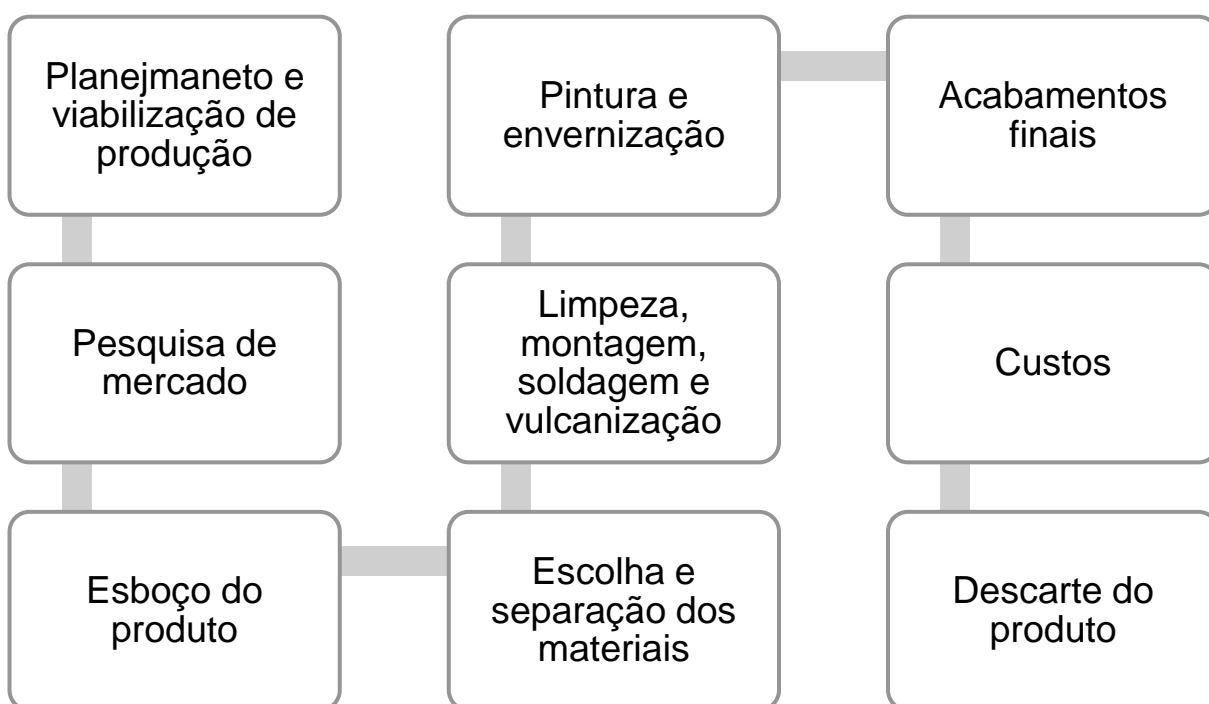 Planejmaneto e
viabilização de
produção
Pesquisa de
mercado
Esboço do
produto
Escolha e
separação dos
materiais
Limpeza,
montagem,
soldagem e
vulcanização
Pintura e
envernização
Acabamentos
finais
Custos
Descarte do
produto